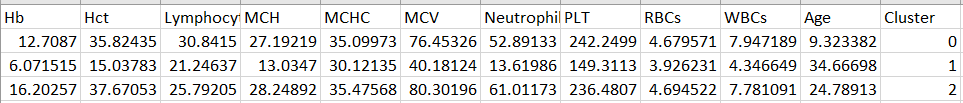 Hb Hct Lymphocyt MCH MCHC MCV Neutrophil PLT RBCs WBCs Age Cluster
12.7087 35.82435 30.8415 27.19219 35.09973 76.45326 52.89133 242.2499 4.679571 7.947189 9.323382 0
6.071515 15.03783 21.24637 13.0347 30.12135 40.18124 13.61986 149.3113 3.926231 4.346649 34.66698 1
16.20257 37.67053 25.79205 28.24892 35.47568 80.30196 61.01173 236.4807 4.694522 7.781091 24.78913 2